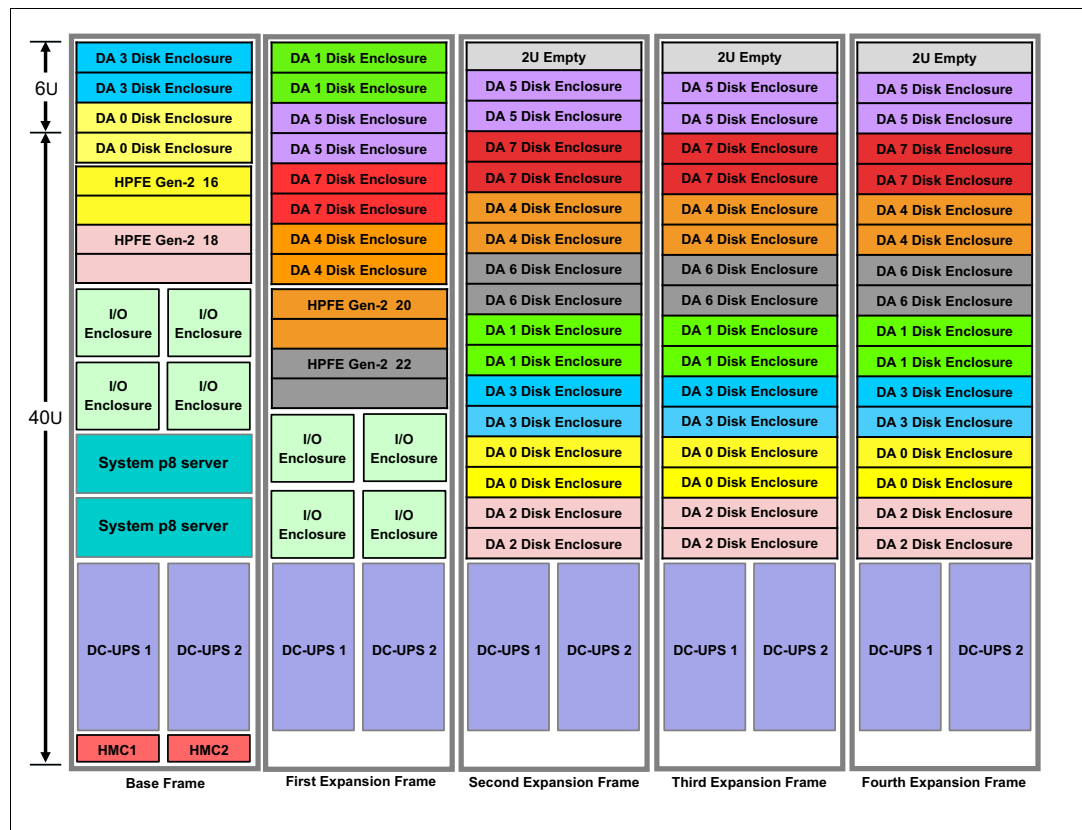 6U
40U
DA 3 Disk Enclosure
DA 3 Disk Enclosure
DA 0 Disk Enclosure
DA 0 Disk Enclosure
HPFE Gen-2 16
HPFE Gen-2 18
I/O
Enclosure
I/O
Enclosure
I/O
Enclosure
I/O
Enclosure
System p8 server
System p8 server
DC-UPS 1
DC-UPS 2
HMC1
HMC2
Base Frame
DA 1 Disk Enclosure
DA 1 Disk Enclosure
DA 5 Disk Enclosure
DA 5 Disk Enclosure
DA 7 Disk Enclosure
DA 7 Disk Enclosure
DA 4 Disk Enclosure
DA 4 Disk Enclosure
HPFE Gen-2 20
HPFE Gen-2 22
I/O
Enclosure
I/O
Enclosure
I/O
Enclosure
I/O
Enclosure
DC-UPS 1
DC-UPS 2
First Expansion Frame
2U Empty
DA 5 Disk Enclosure
DA 5 Disk Enclosure
DA 7 Disk Enclosure
DA 7 Disk Enclosure
DA 4 Disk Enclosure
DA 4 Disk Enclosure
DA 6 Disk Enclosure
DA 6 Disk Enclosure
DA 1 Disk Enclosure
DA 1 Disk Enclosure
DA 3 Disk Enclosure
DA 3 Disk Enclosure
DA 0 Disk Enclosure
DA 0 Disk Enclosure
DA 2 Disk Enclosure
DA 2 Disk Enclosure
DC-UPS 1
DC-UPS 2
Second Expansion Frame
2U Empty
DA 5 Disk Enclosure
DA 5 Disk Enclosure
DA 7 Disk Enclosure
DA 7 Disk Enclosure
DA 4 Disk Enclosure
DA 4 Disk Enclosure
DA 6 Disk Enclosure
DA 6 Disk Enclosure
DA 1 Disk Enclosure
DA 1 Disk Enclosure
DA 3 Disk Enclosure
DA 3 Disk Enclosure
DA 0 Disk Enclosure
DA 0 Disk Enclosure
DA 2 Disk Enclosure
DA 2 Disk Enclosure
DC-UPS 1
DC-UPS 2
Third Expansion Frame
2U Empty
DA 5 Disk Enclosure
DA 5 Disk Enclosure
DA 7 Disk Enclosure
DA 7 Disk Enclosure
DA 4 Disk Enclosure
DA 4 Disk Enclosure
DA 6 Disk Enclosure
DA 6 Disk Enclosure
DA 1 Disk Enclosure
DA 1 Disk Enclosure
DA 3 Disk Enclosure
DA 3 Disk Enclosure
DA 0 Disk Enclosure
DA 0 Disk Enclosure
DA 2 Disk Enclosure
DA 2 Disk Enclosure
DC-UPS 1
DC-UPS 2
Fourth Expansion Frame